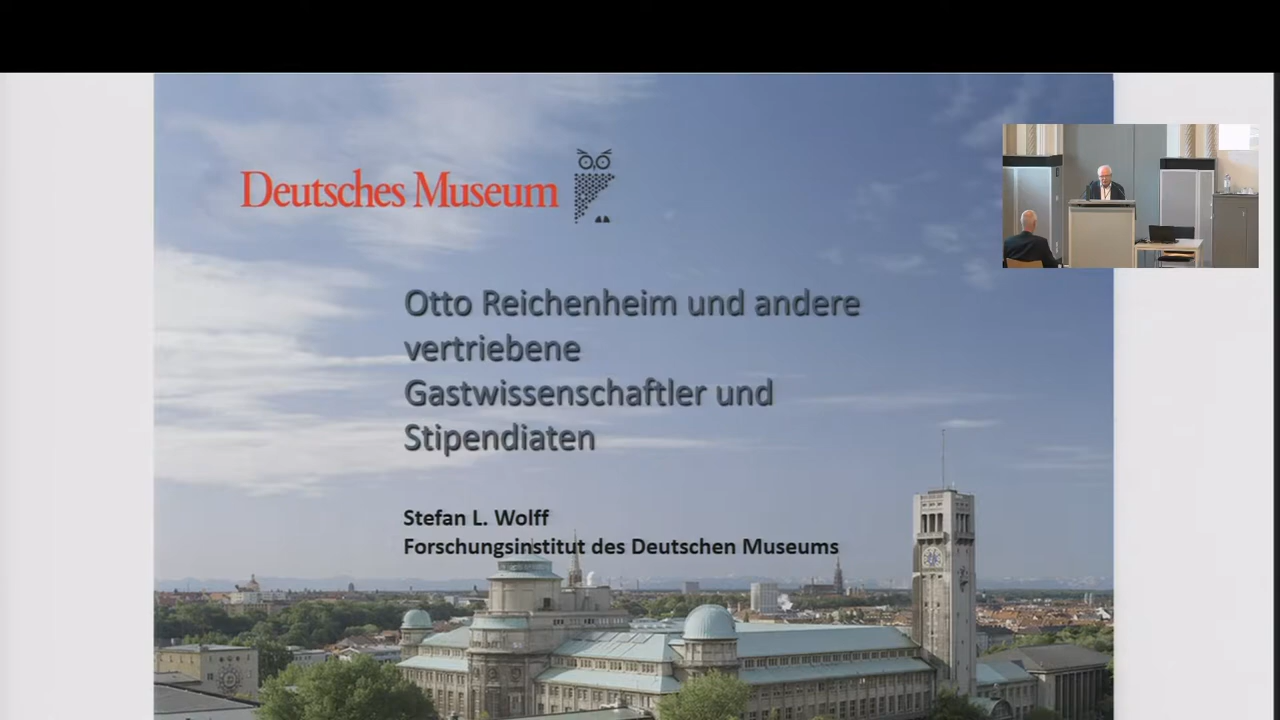 Deutsches Museum
Otto Reichenheim und andere
vertriebene
Gastwissenschaftler und
Stipendiaten
Stefan L. Wolff
Forschungsinstitut des Deutschen Museums